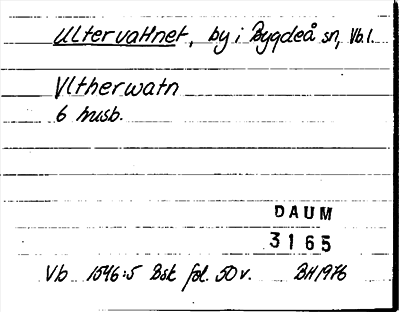 Ultervattnet, by i Bygdeå sn, Vb.l.
Vltherwatn
6 husb.
DAUM
3165
Vb 1546:5 Bsk fol. 50 v. BH 1976